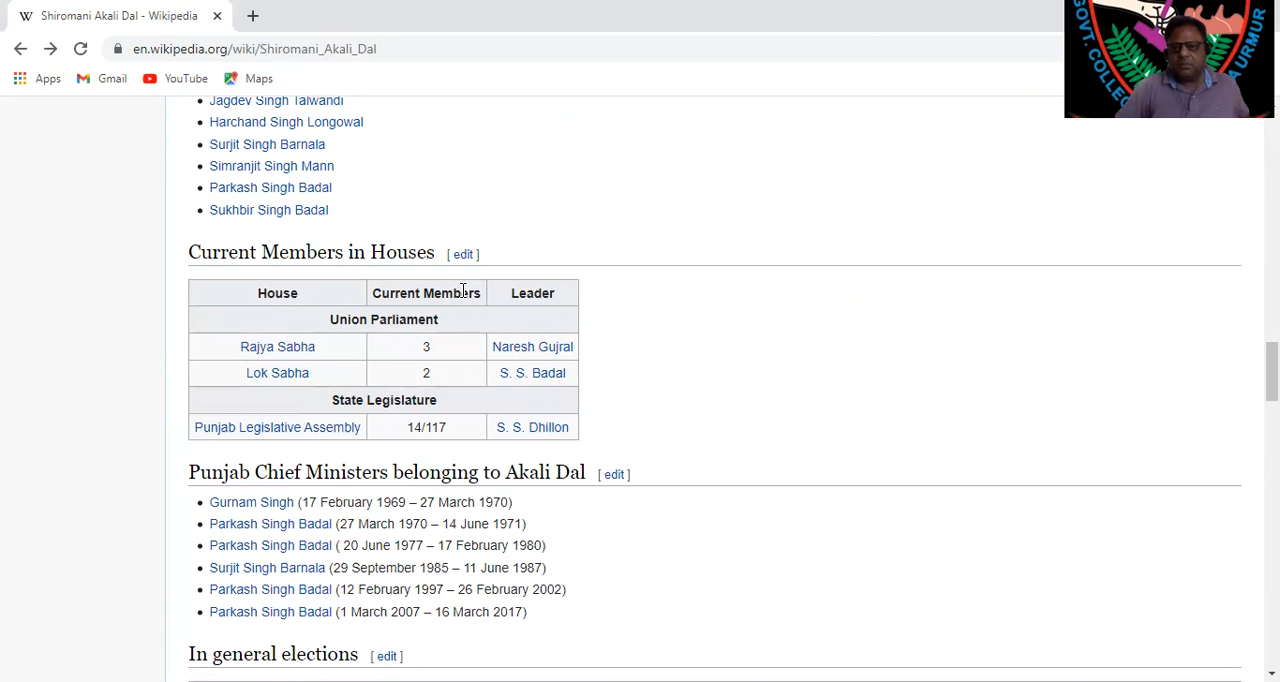 Shiromani Akali Dal - Wikipedia
en.wikipedia.org/wiki/Shiromani_Akali_Dal
Apps Gmail YouTube Maps
GOVT. COLLEG
A URMUR
Jagdev Singh Talwandi
Harchand Singh Longowal
Surjit Singh Barnala
Simranjit Singh Mann
Parkash Singh Badal
Sukhbir Singh Badal
Current Members in Houses [ edit ]
House Current Members Leader
Union Parliament
Rajya Sabha 3 Naresh Gujral
Lok Sabha 2 S. S. Badal
State Legislature
Punjab Legislative Assembly 14/117 S. S. Dhillon
Punjab Chief Ministers belonging to Akali Dal [ edit ]
Gurnam Singh (17 February 1969 – 27 March 1970)
Parkash Singh Badal (27 March 1970 – 14 June 1971)
Parkash Singh Badal ( 20 June 1977 – 17 February 1980)
Surjit Singh Barnala (29 September 1985 – 11 June 1987)
Parkash Singh Badal (12 February 1997 – 26 February 2002)
Parkash Singh Badal (1 March 2007 – 16 March 2017)
In general elections [ edit ]